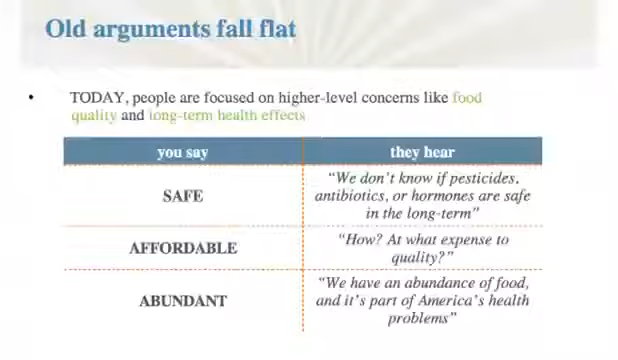 Old arguments fall flat
• TODAY, people are focused on higher-level concerns like food
quality and long-term health effects
you say
they hear
SAFE
"We don't know if pesticides,
antibiotics, or hormones are safe
in the long-term"
AFFORDABLE
"How? At what expense to
quality?"
ABUNDANT
"We have an abundance of food,
and it's part of America's health
problems"